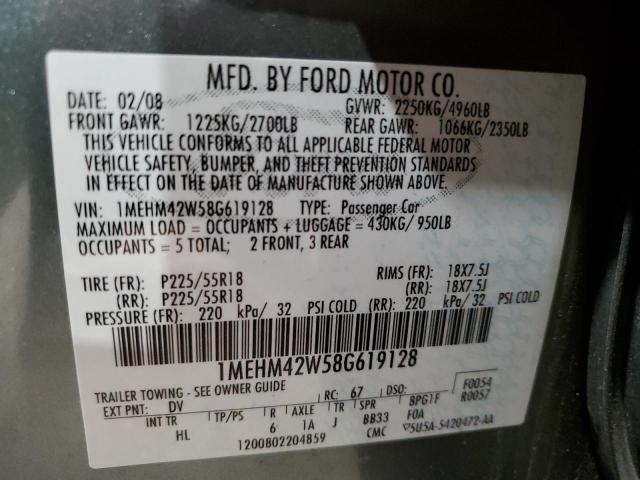 MFD. BY FORD MOTOR CO.
DATE: 02/08 GVWR: 2250KG/4960LB
FRONT GAWR: 1225KG/2700LB REAR GAWR: 1066KG/2350LB
THIS VEHICLE CONFORMS TO ALL APPLICABLE FEDERAL MOTOR
VEHICLE SAFETY, BUMPER, AND THEFT PREVENTION STANDARDS
IN EFFECT ON THE DATE OF MANUFACTURE SHOWN ABOVE.
VIN: 1MEHM42W58G619128 TYPE: Passenger Car
MAXIMUM LOAD = OCCUPANTS + LUGGAGE = 430KG/ 950LB
OCCUPANTS = 5 TOTAL; 2 FRONT, 3 REAR
TIRE (FR): P225/55R18 RIMS (FR): 18X7.5J
(RR): P225/55R18 (RR): 18X7.5J
PRESSURE (FR): 220 kPa/ 32 PSI COLD (RR): 220 kPa/ 32 PSI COLD
1MEHM42W58G619128
TRAILER TOWING - SEE OWNER GUIDE
EXT PNT: DV RC: 67 DSO: F0054
INT TR TP/PS R AXLE TR SPR BPG1F R0057
HL 6 1A J BB33 F0A
1200802204859 CMC ▽5U5A-5420472-AA